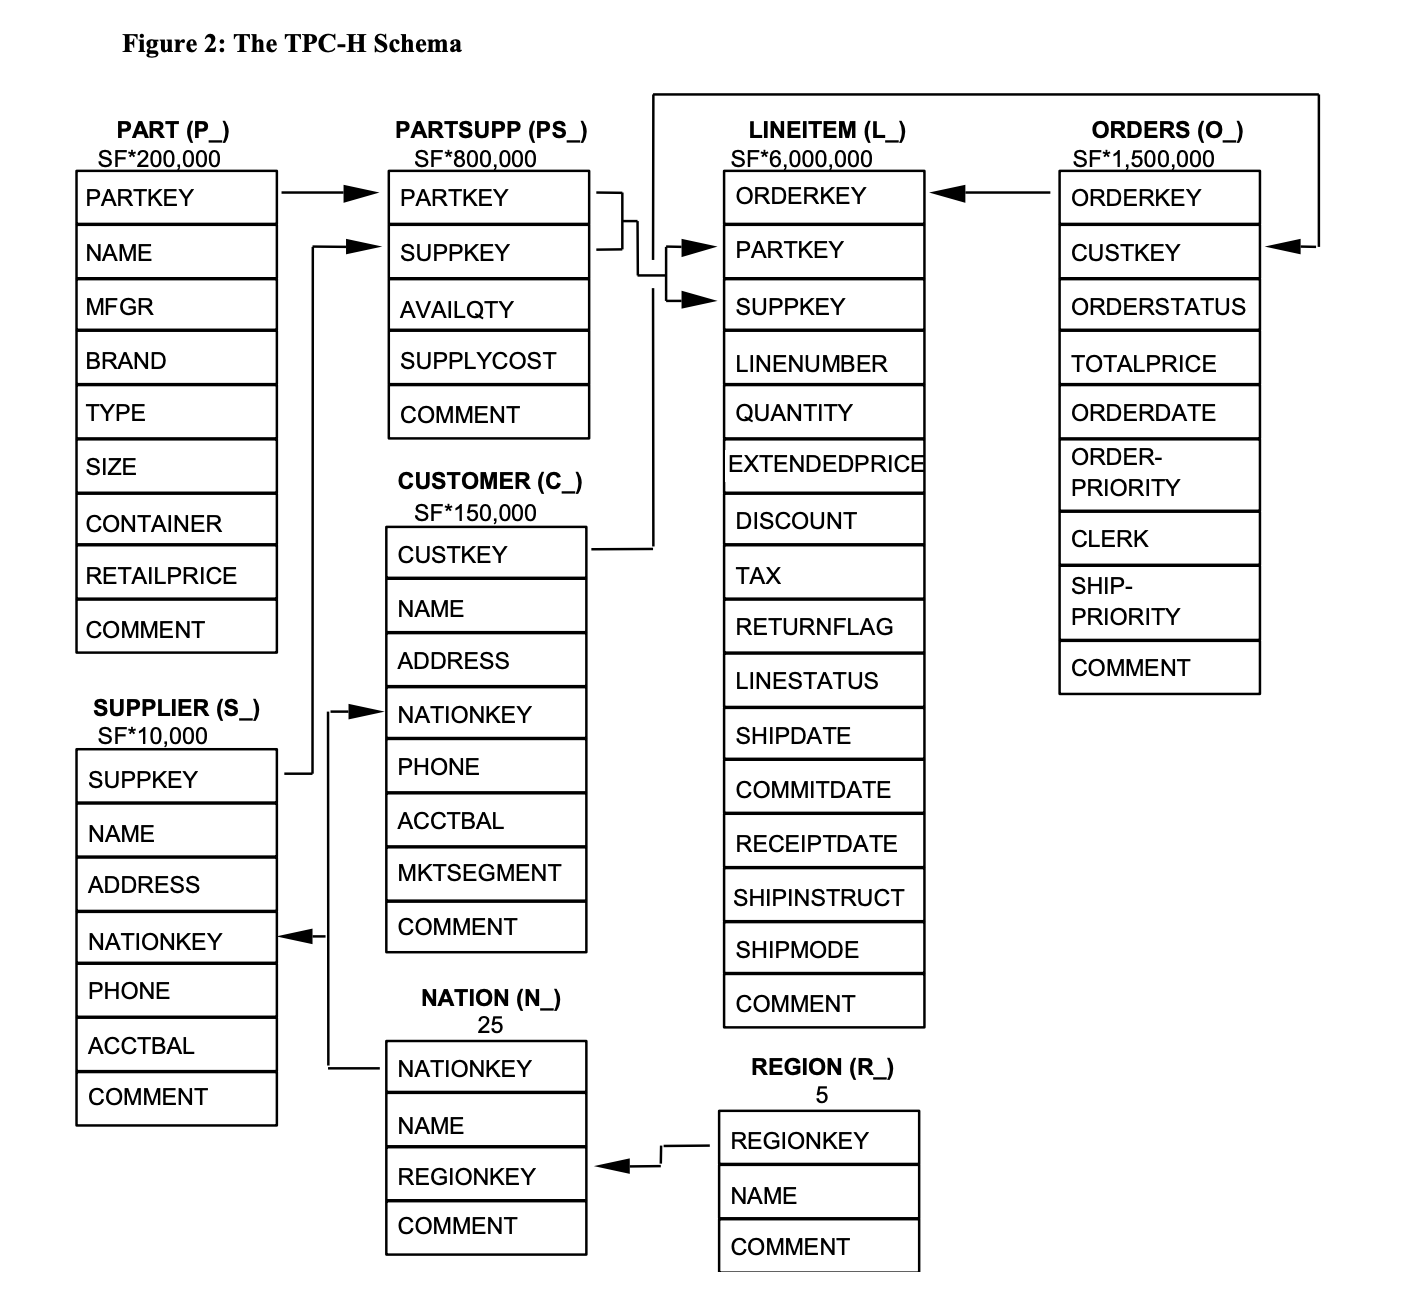 Figure 2: The TPC-H Schema
PART (P_)
SF*200,000
PARTKEY
NAME
MFGR
BRAND
TYPE
SIZE
CONTAINER
RETAILPRICE
COMMENT
SUPPLIER (S_)
SF*10,000
SUPPKEY
NAME
ADDRESS
NATIONKEY
PHONE
ACCTBAL
COMMENT
PARTSUPP (PS_)
SF*800,000
PARTKEY
SUPPKEY
AVAILQTY
SUPPLYCOST
COMMENT
CUSTOMER (C_)
SF*150,000
CUSTKEY
NAME
ADDRESS
NATIONKEY
PHONE
ACCTBAL
MKTSEGMENT
COMMENT
NATION (N_)
25
NATIONKEY
NAME
REGIONKEY
COMMENT
LINEITEM (L_)
SF*6,000,000
ORDERKEY
PARTKEY
SUPPKEY
LINENUMBER
QUANTITY
EXTENDEDPRICE
DISCOUNT
TAX
RETURNFLAG
LINESTATUS
SHIPDATE
COMMITDATE
RECEIPTDATE
SHIPINSTRUCT
SHIPMODE
COMMENT
REGION (R_)
5
REGIONKEY
NAME
COMMENT
ORDERS (O_)
SF*1,500,000
ORDERKEY
CUSTKEY
ORDERSTATUS
TOTALPRICE
ORDERDATE
ORDER-
PRIORITY
CLERK
SHIP-
PRIORITY
COMMENT